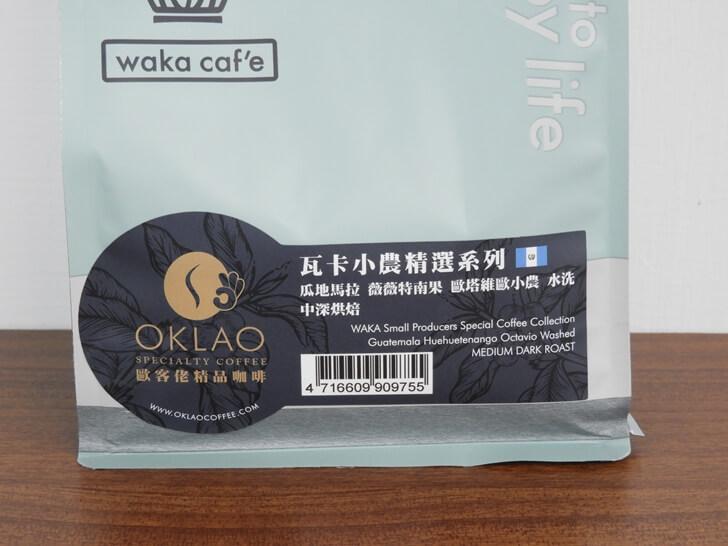 waka caf'e
to
life
瓦卡小農精選系列
瓜地馬拉 薇薇特南果 歐塔維歐小農 水洗
中深烘焙
WAKA Small Producers Special Coffee Collection
Guatemala Huehuetenango Octavio Washed
MEDIUM DARK ROAST
4 716609 909755
OKLAO
SPECIALTY COFFEE
歐客佬精品咖啡
WWW.OKLAOCOFFEE.COM